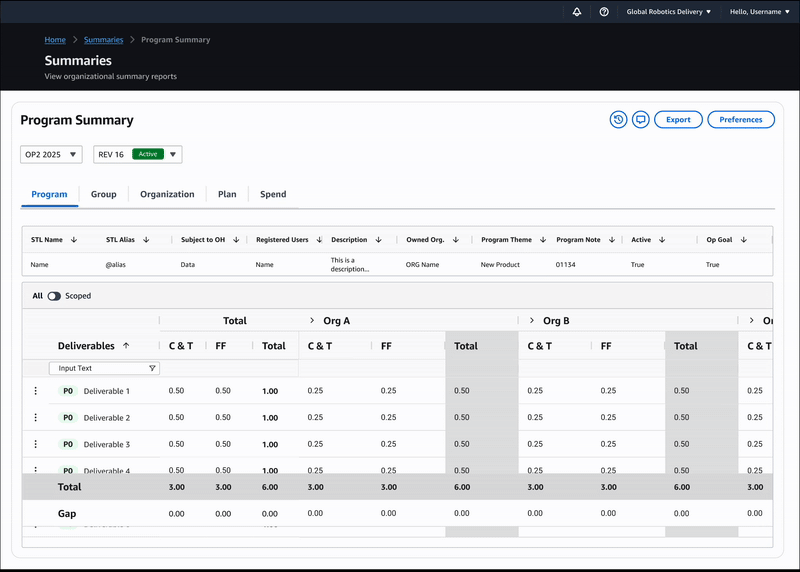 Global Robotics Delivery ▼ Hello, Username ▼
Home > Summaries > Program Summary
Summaries
View organizational summary reports
Program Summary Export Preferences
OP2 2025 ▼ REV 16 Active ▼
Program Group Organization Plan Spend
STL Name ↓ STL Alias ↓ Subject to OH ↓ Registered Users ↓ Description ↓ Owned Org. ↓ Program Theme ↓ Program Note ↓ Active ↓ Op Goal ↓
Name @alias Data Name This is a description... ORG Name New Product 01134 True True
All Scoped
Total > Org A > Org B > Or
Deliverables ↑ C & T FF Total C & T FF Total C & T FF Total C & T
Input Text
P0 Deliverable 1 0.50 0.50 1.00 0.25 0.25 0.50 0.25 0.25 0.50 0.25
P0 Deliverable 2 0.50 0.50 1.00 0.25 0.25 0.50 0.25 0.25 0.50 0.25
P0 Deliverable 3 0.50 0.50 1.00 0.25 0.25 0.50 0.25 0.25 0.50 0.25
P0 Deliverable 4 0.50 0.50 1.00 0.25 0.25 0.50 0.25 0.25 0.50 0.25
Total 3.00 3.00 6.00 3.00 3.00 6.00 3.00 3.00 6.00 3.00
Gap 0.00 0.00 0.00 0.00 0.00 0.00 0.00 0.00 0.00 0.00